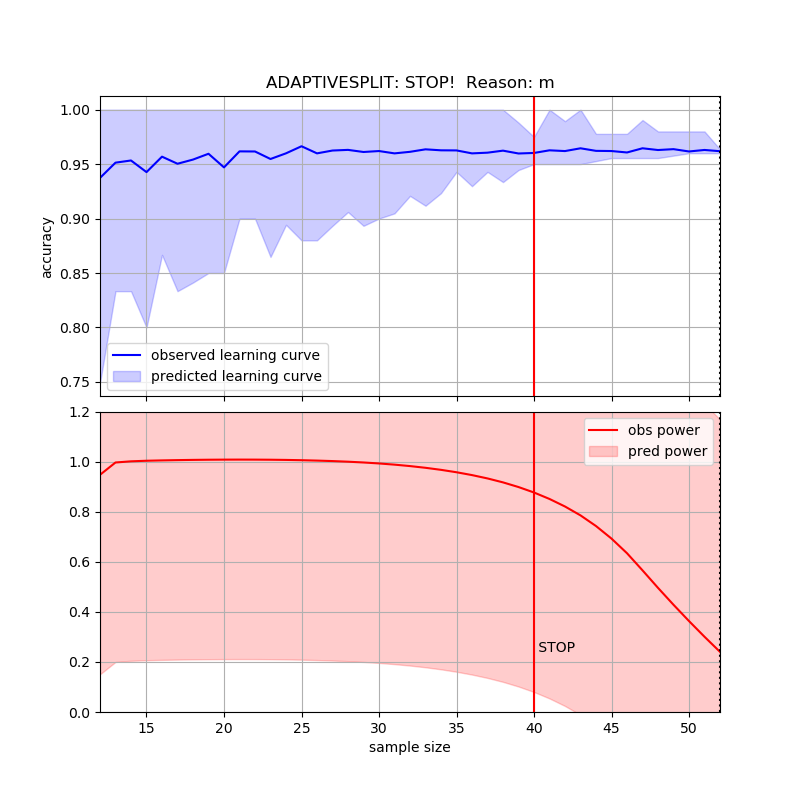 ADAPTIVESPLIT: STOP!  Reason: m
1.00
0.95
0.90
0.85
0.80
0.75
accuracy
observed learning curve
predicted learning curve
1.2
1.0
0.8
0.6
0.4
0.2
0.0
obs power
pred power
STOP
15 20 25 30 35 40 45 50
sample size